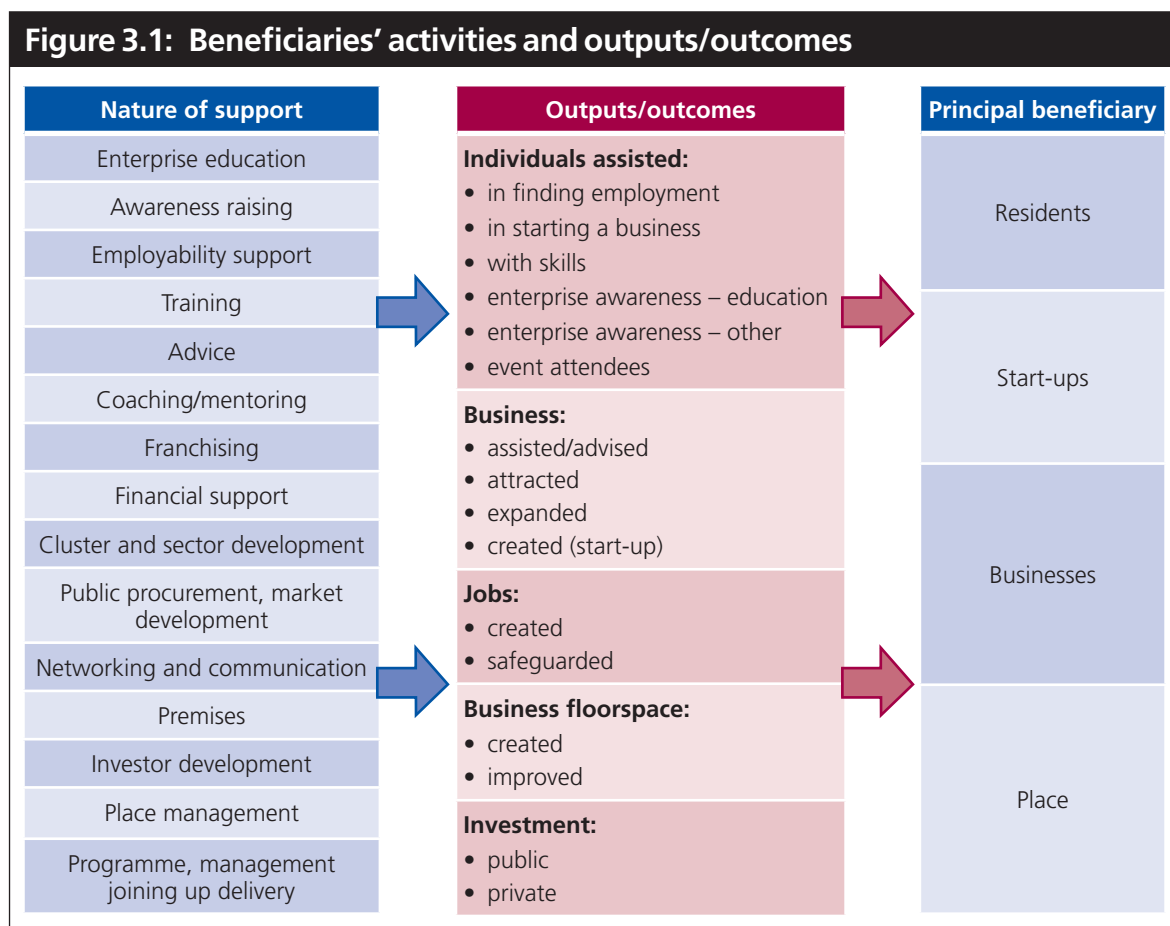 Figure 3.1: Beneficiaries' activities and outputs/outcomes
Nature of support
Enterprise education
Awareness raising
Employability support
Training
Advice
Coaching/mentoring
Franchising
Financial support
Cluster and sector development
Public procurement, market
development
Networking and communication
Premises
Investor development
Place management
Programme, management
joining up delivery
Outputs/outcomes
Individuals assisted:
• in finding employment
• in starting a business
• with skills
• enterprise awareness – education
• enterprise awareness – other
• event attendees
Business:
• assisted/advised
• attracted
• expanded
• created (start-up)
Jobs:
• created
• safeguarded
Business floorspace:
• created
• improved
Investment:
• public
• private
Principal beneficiary
Residents
Start-ups
Businesses
Place